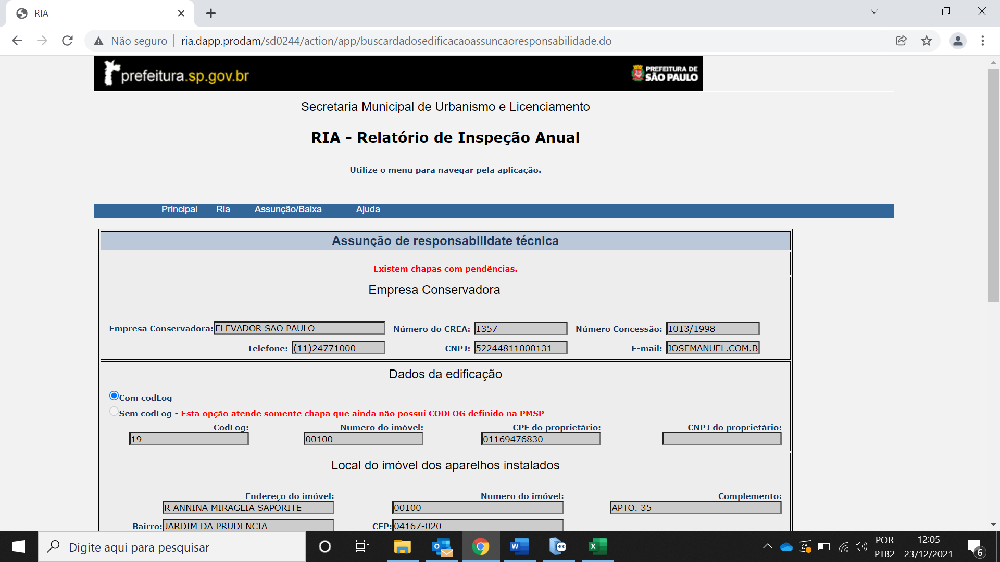 RIA
Não seguro
ria.dapp.prodam/sd0244/action/app/buscardadosedificacaoassuncaoresponsabilidade.do
prefeitura.sp.gov.br
PREFEITURA DE
SÃO PAULO
Secretaria Municipal de Urbanismo e Licenciamento
RIA - Relatório de Inspeção Anual
Utilize o menu para navegar pela aplicação.
Principal Ria Assunção/Baixa Ajuda
Assunção de responsabilidate técnica
Existem chapas com pendências.
Empresa Conservadora
Empresa Conservadora: ELEVADOR SAO PAULO Número do CREA: 1357 Número Concessão: 1013/1998
Telefone: (11)24771000 CNPJ: 52244811000131 E-mail: JOSEMANUEL.COM.B
Dados da edificação
Com codLog
Sem codLog - Esta opção atende somente chapa que ainda não possui CODLOG definido na PMSP
CodLog: Numero do imóvel: CPF do proprietário: CNPJ do proprietário:
19 00100 01169476830
Local do imóvel dos aparelhos instalados
Endereço do imóvel: Numero do imóvel: Complemento:
R ANNINA MIRAGLIA SAPORITE 00100 APTO. 35
Bairro: JARDIM DA PRUDENCIA CEP: 04167-020
Digite aqui para pesquisar
400
POR
PTB2
12:05
23/12/2021
6